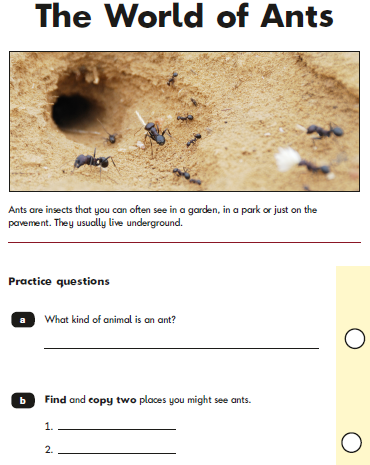 The World of Ants
Ants are insects that you can often see in a garden, in a park or just on the
pavement. They usually live underground.
Practice questions
a What kind of animal is an ant?
b Find and copy two places you might see ants.
1.
2.